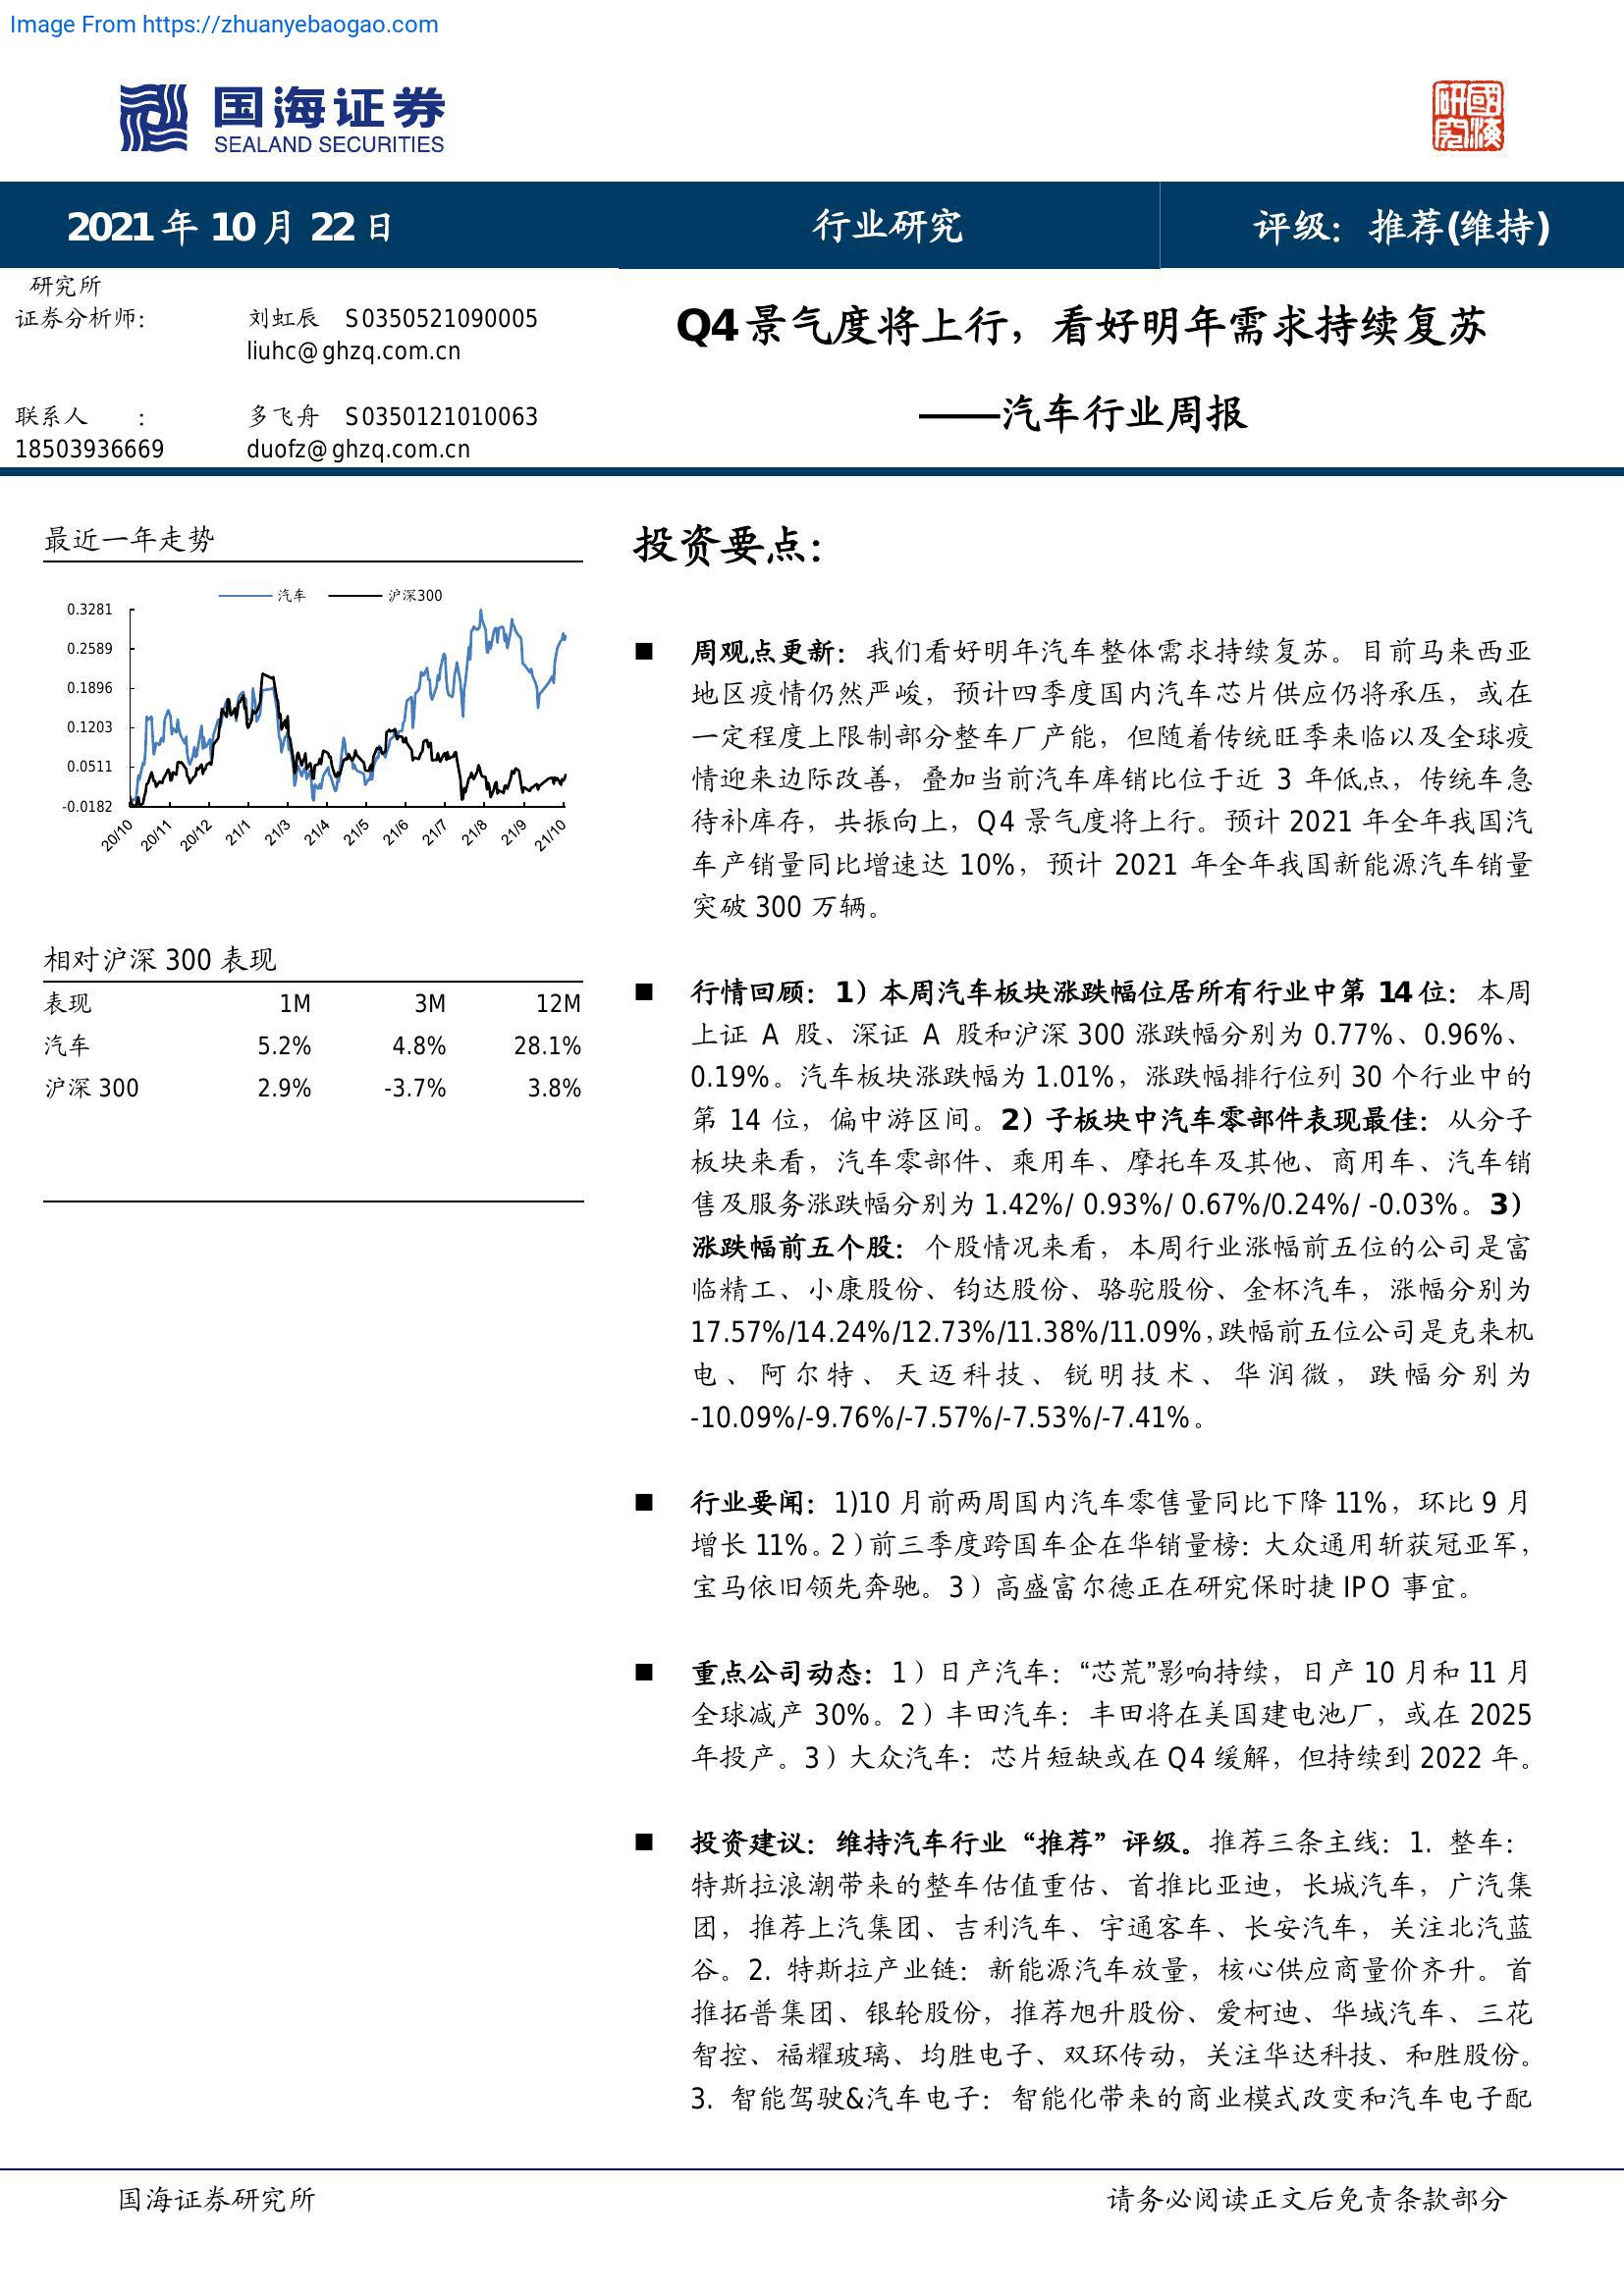 Image From https://zhuanyebaogao.com
国海证券
SEALAND SECURITIES
研國
究海
2021 年 10 月 22 日
行业研究
评级：推荐(维持)
研究所
证券分析师： 刘虹辰 S0350521090005
liuhc@ghzq.com.cn
联系人 ： 多飞舟 S0350121010063
18503936669 duofz@ghzq.com.cn
Q4 景气度将上行，看好明年需求持续复苏
——汽车行业周报
最近一年走势
汽车 沪深300
0.3281
0.2589
0.1896
0.1203
0.0511
-0.0182
20/10 20/11 20/12 21/1 21/3 21/4 21/5 21/6 21/7 21/8 21/9 21/10
相对沪深 300 表现
表现 1M 3M 12M
汽车 5.2% 4.8% 28.1%
沪深 300 2.9% -3.7% 3.8%
投资要点：
■ 周观点更新：我们看好明年汽车整体需求持续复苏。目前马来西亚
地区疫情仍然严峻，预计四季度国内汽车芯片供应仍将承压，或在
一定程度上限制部分整车厂产能，但随着传统旺季来临以及全球疫
情迎来边际改善，叠加当前汽车库销比位于近 3 年低点，传统车急
待补库存，共振向上，Q4 景气度将上行。预计 2021 年全年我国汽
车产销量同比增速达 10%，预计 2021 年全年我国新能源汽车销量
突破 300 万辆。
■ 行情回顾：1）本周汽车板块涨跌幅位居所有行业中第 14 位：本周
上证 A 股、深证 A 股和沪深 300 涨跌幅分别为 0.77%、0.96%、
0.19%。汽车板块涨跌幅为 1.01%，涨跌幅排行位列 30 个行业中的
第 14 位，偏中游区间。2）子板块中汽车零部件表现最佳：从分子
板块来看，汽车零部件、乘用车、摩托车及其他、商用车、汽车销
售及服务涨跌幅分别为 1.42%/ 0.93%/ 0.67%/0.24%/ -0.03%。3）
涨跌幅前五个股：个股情况来看，本周行业涨幅前五位的公司是富
临精工、小康股份、钧达股份、骆驼股份、金杯汽车，涨幅分别为
17.57%/14.24%/12.73%/11.38%/11.09%，跌幅前五位公司是克来机
电、阿尔特、天迈科技、锐明技术、华润微，跌幅分别为
-10.09%/-9.76%/-7.57%/-7.53%/-7.41%。
■ 行业要闻：1)10 月前两周国内汽车零售量同比下降 11%，环比 9 月
增长 11%。2）前三季度跨国车企在华销量榜：大众通用斩获冠亚军，
宝马依旧领先奔驰。3）高盛富尔德正在研究保时捷 IPO 事宜。
■ 重点公司动态：1）日产汽车：“芯荒”影响持续，日产 10 月和 11 月
全球减产 30%。2）丰田汽车：丰田将在美国建电池厂，或在 2025
年投产。3）大众汽车：芯片短缺或在 Q4 缓解，但持续到 2022 年。
■ 投资建议：维持汽车行业“推荐”评级。推荐三条主线：1. 整车：
特斯拉浪潮带来的整车估值重估、首推比亚迪，长城汽车，广汽集
团，推荐上汽集团、吉利汽车、宇通客车、长安汽车，关注北汽蓝
谷。2. 特斯拉产业链：新能源汽车放量，核心供应商量价齐升。首
推拓普集团、银轮股份，推荐旭升股份、爱柯迪、华域汽车、三花
智控、福耀玻璃、均胜电子、双环传动，关注华达科技、和胜股份。
3. 智能驾驶&汽车电子：智能化带来的商业模式改变和汽车电子配
国海证券研究所
请务必阅读正文后免责条款部分